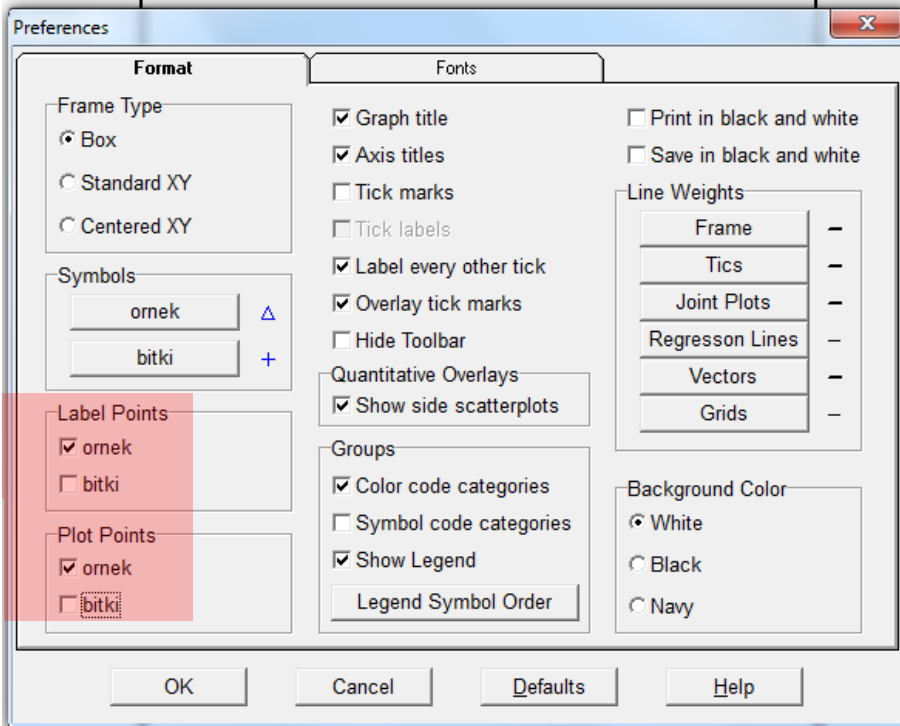 Preferences
X
Format
Fonts
Frame Type
Box
Standard XY
Centered XY
Symbols
ornek
bitki
Label Points
ornek
bitki
Plot Points
ornek
bitki
Graph title
Axis titles
Tick marks
Tick labels
Label every other tick
Overlay tick marks
Hide Toolbar
Quantitative Overlays
Show side scatterplots
Groups
Color code categories
Symbol code categories
Show Legend
Legend Symbol Order
Print in black and white
Save in black and white
Line Weights
Frame
Tics
Joint Plots
Regresson Lines
Vectors
Grids
Background Color
White
Black
Navy
OK
Cancel
Defaults
Help